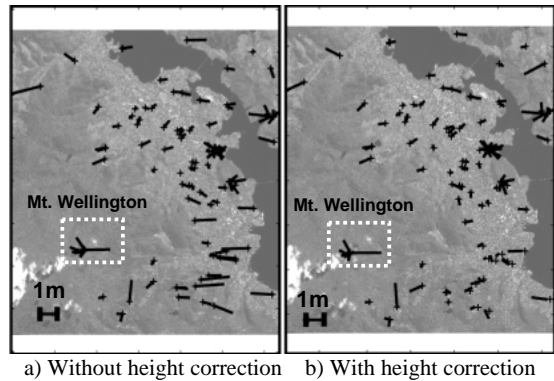 Mt. Wellington
Mt. Wellington
1m
1m
a) Without height correction
b) With height correction